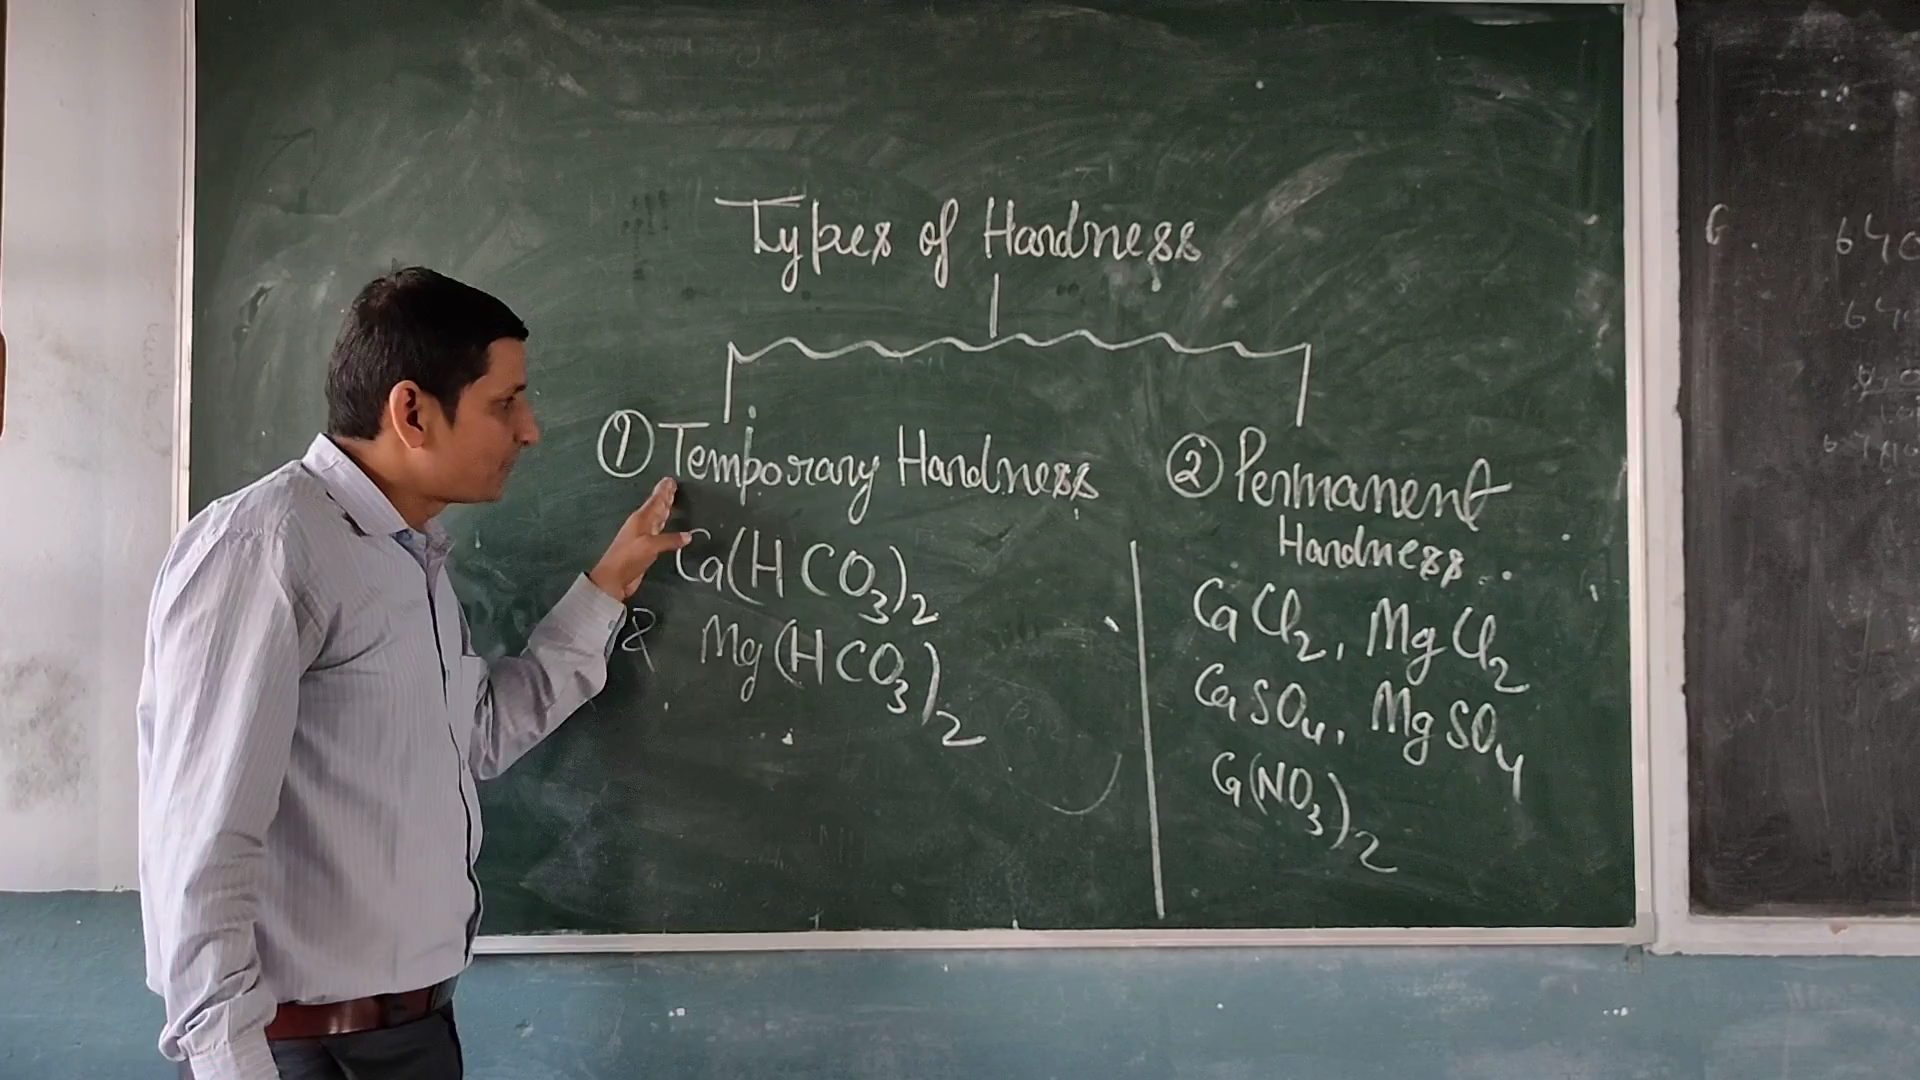 Types of Hardness
① Temporary Hardness
Ca(HCO₃)₂
& Mg(HCO₃)₂
② Permanent
Hardness
CaCl₂, MgCl₂
CaSO₄, MgSO₄
Ca(NO₃)₂